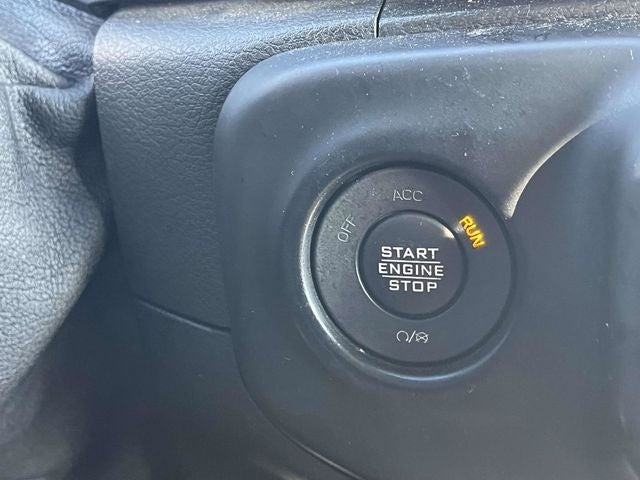 ACC
OFF
RUN
START
ENGINE
STOP